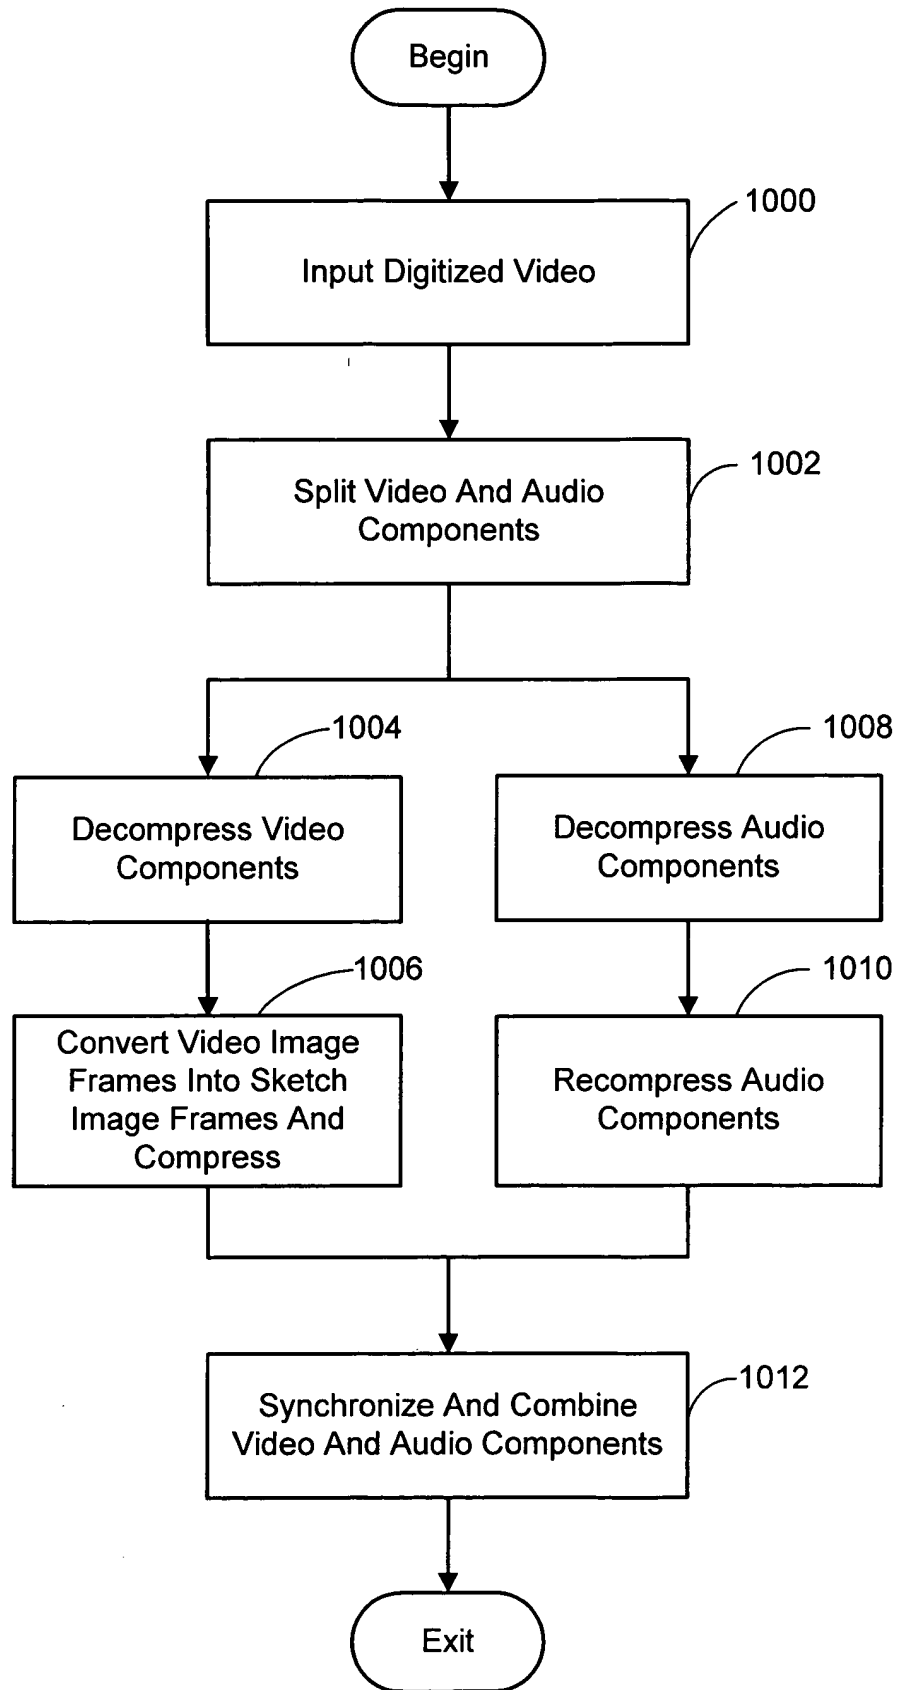 Begin
1000
Input Digitized Video
1002
Split Video And Audio
Components
1004
Decompress Video
Components
1008
Decompress Audio
Components
1006
Convert Video Image
Frames Into Sketch
Image Frames And
Compress
1010
Recompress Audio
Components
1012
Synchronize And Combine
Video And Audio Components
Exit